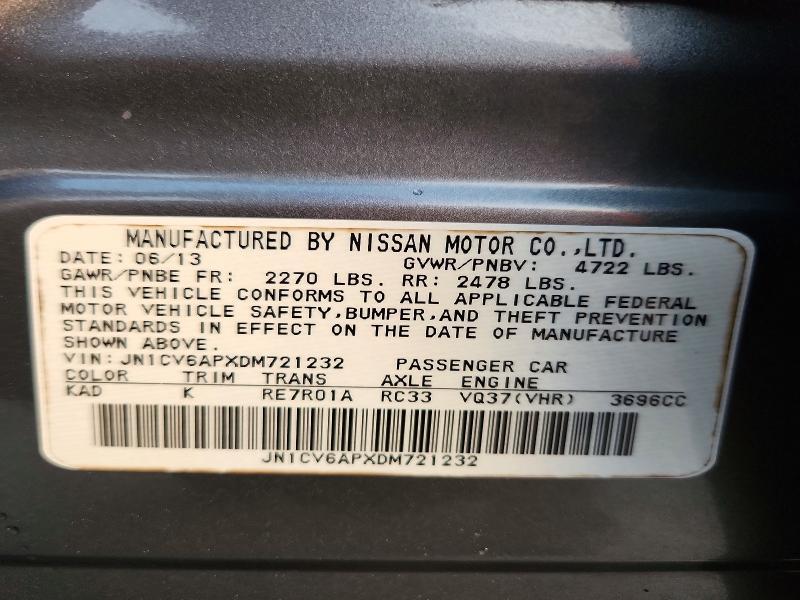 MANUFACTURED BY NISSAN MOTOR CO.,LTD.
DATE: 06/13 GVWR/PNBV: 4722 LBS.
GAWR/PNBE FR: 2270 LBS. RR: 2478 LBS.
THIS VEHICLE CONFORMS TO ALL APPLICABLE FEDERAL
MOTOR VEHICLE SAFETY,BUMPER,AND THEFT PREVENTION
STANDARDS IN EFFECT ON THE DATE OF MANUFACTURE
SHOWN ABOVE.
VIN: JN1CV6APXDM721232 PASSENGER CAR
COLOR TRIM TRANS AXLE ENGINE
KAD K RE7R01A RC33 VQ37(VHR) 3696CC
JN1CV6APXDM721232